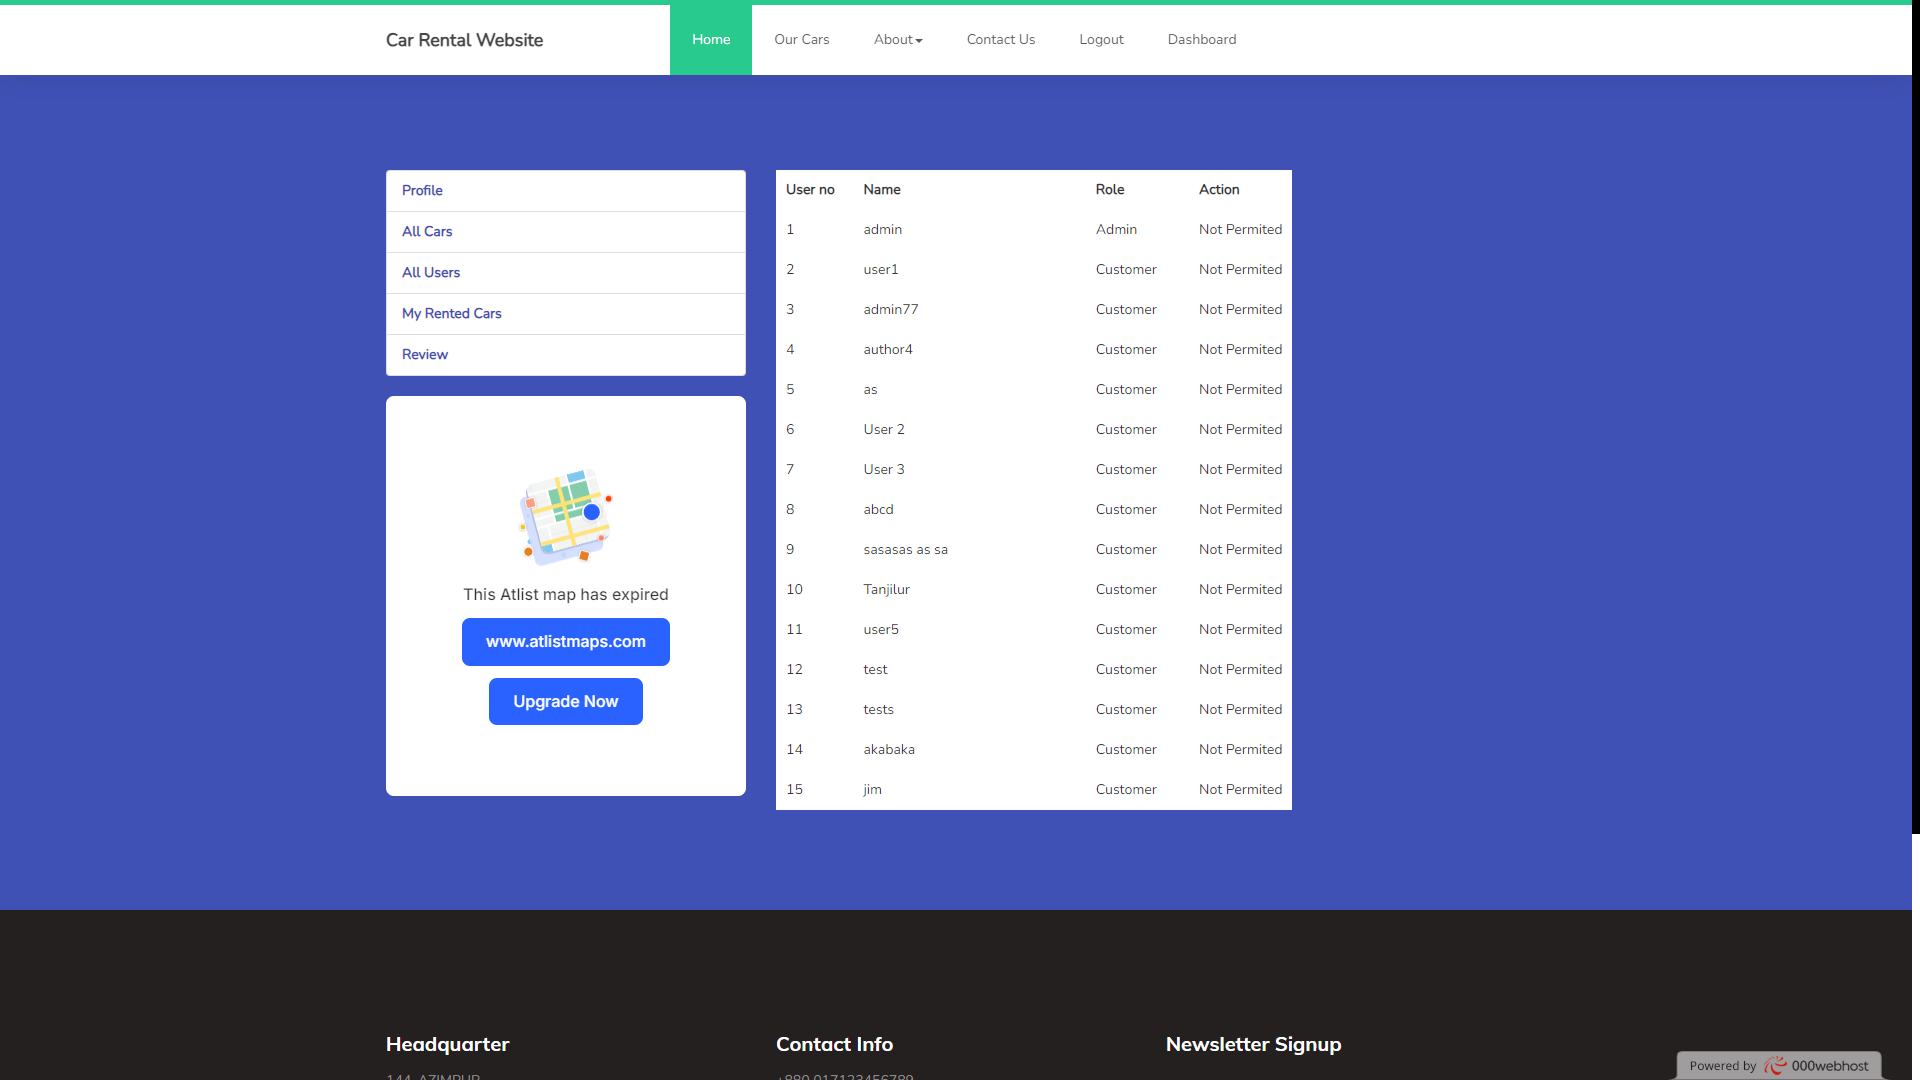 Car Rental Website
Home Our Cars About Contact Us Logout Dashboard
Profile
All Cars
All Users
My Rented Cars
Review
This Atlist map has expired
www.atlistmaps.com
Upgrade Now
User no Name Role Action
1 admin Admin Not Permited
2 user1 Customer Not Permited
3 admin77 Customer Not Permited
4 author4 Customer Not Permited
5 as Customer Not Permited
6 User 2 Customer Not Permited
7 User 3 Customer Not Permited
8 abcd Customer Not Permited
9 sasasas as sa Customer Not Permited
10 Tanjilur Customer Not Permited
11 user5 Customer Not Permited
12 test Customer Not Permited
13 tests Customer Not Permited
14 akabaka Customer Not Permited
15 jim Customer Not Permited
Headquarter
144, AZIMPUR
Contact Info
+880 017123456789
Newsletter Signup
Powered by 000webhost